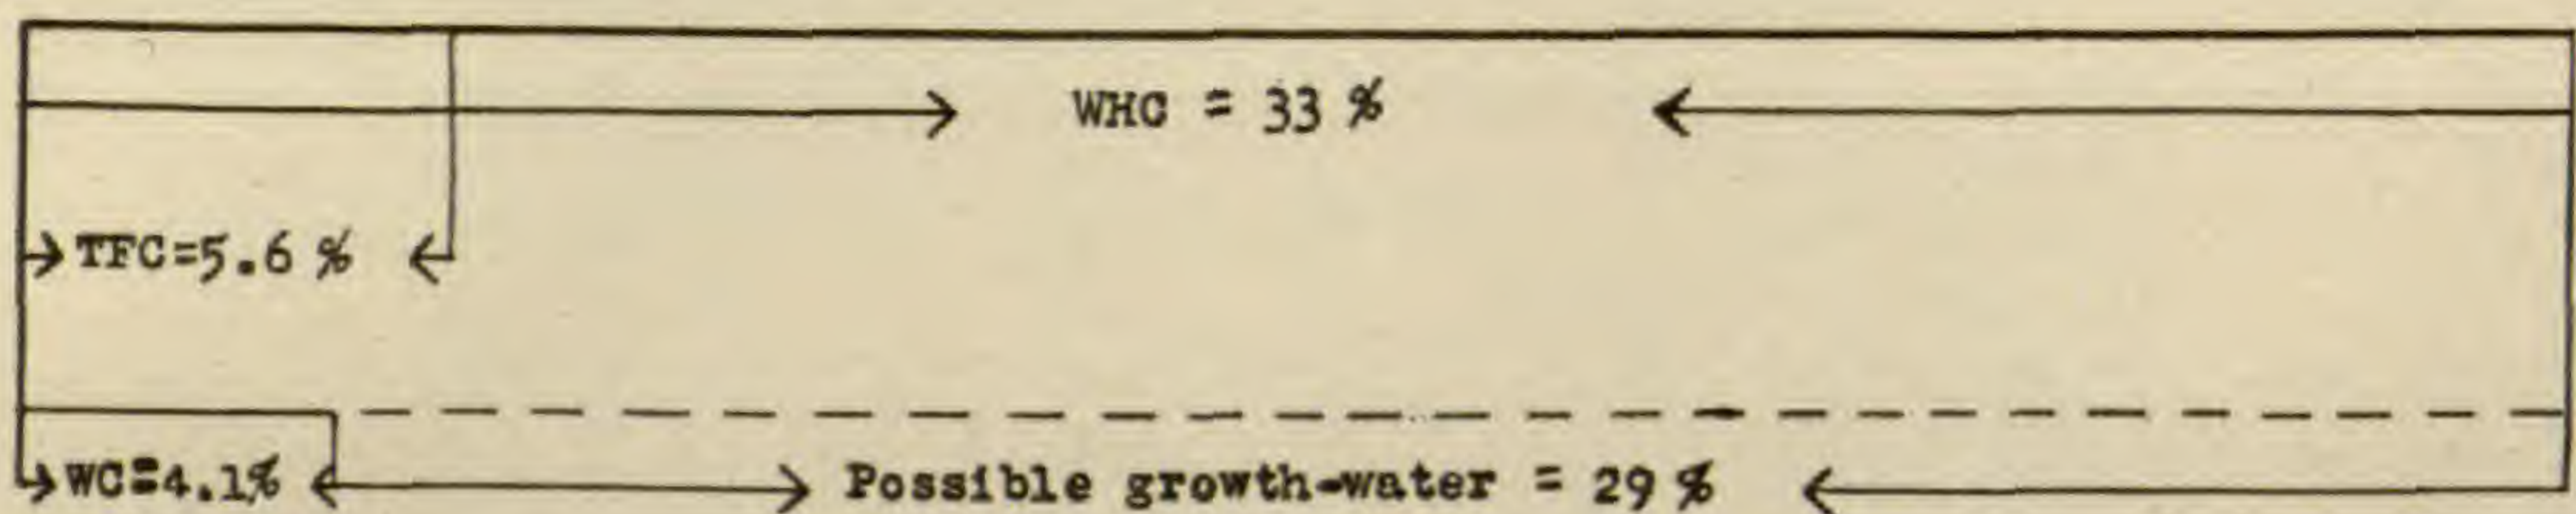 WHC = 33 %
TFC=5.6 %
WC=4.1% Possible growth-water = 29 %